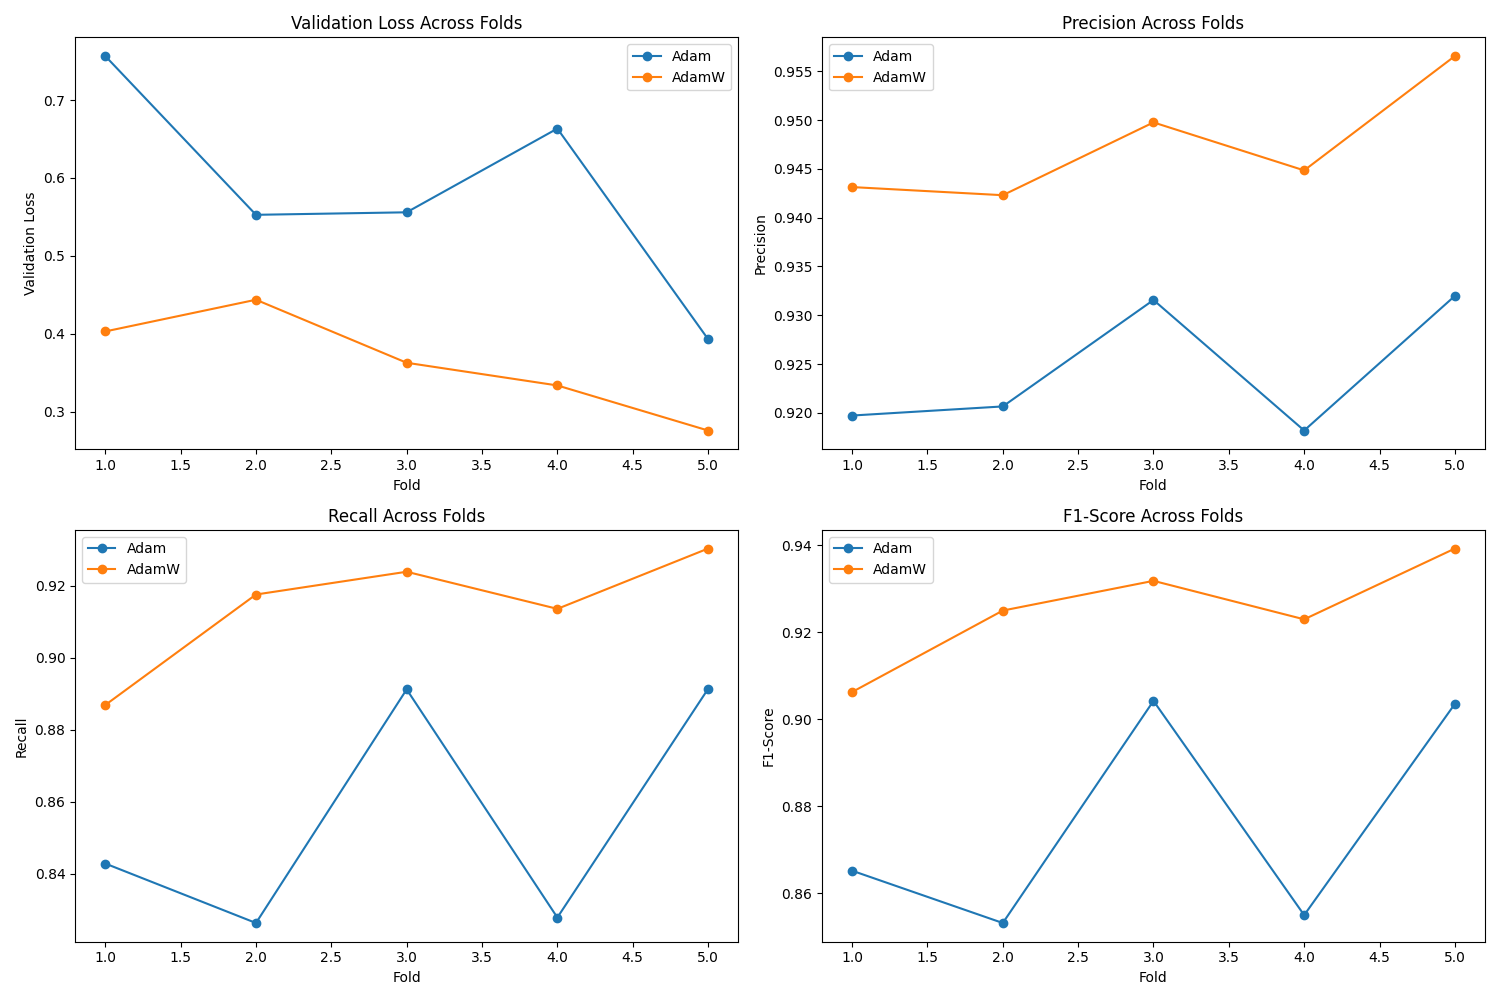 Validation Loss Across Folds
Validation Loss
0.7
0.6
0.5
0.4
0.3
Adam
AdamW
1.0 1.5 2.0 2.5 3.0 3.5 4.0 4.5 5.0
Fold
Precision Across Folds
Precision
0.955
0.950
0.945
0.940
0.935
0.930
0.925
0.920
Adam
AdamW
1.0 1.5 2.0 2.5 3.0 3.5 4.0 4.5 5.0
Fold
Recall Across Folds
Recall
0.92
0.90
0.88
0.86
0.84
Adam
AdamW
1.0 1.5 2.0 2.5 3.0 3.5 4.0 4.5 5.0
Fold
F1-Score Across Folds
F1-Score
0.94
0.92
0.90
0.88
0.86
Adam
AdamW
1.0 1.5 2.0 2.5 3.0 3.5 4.0 4.5 5.0
Fold